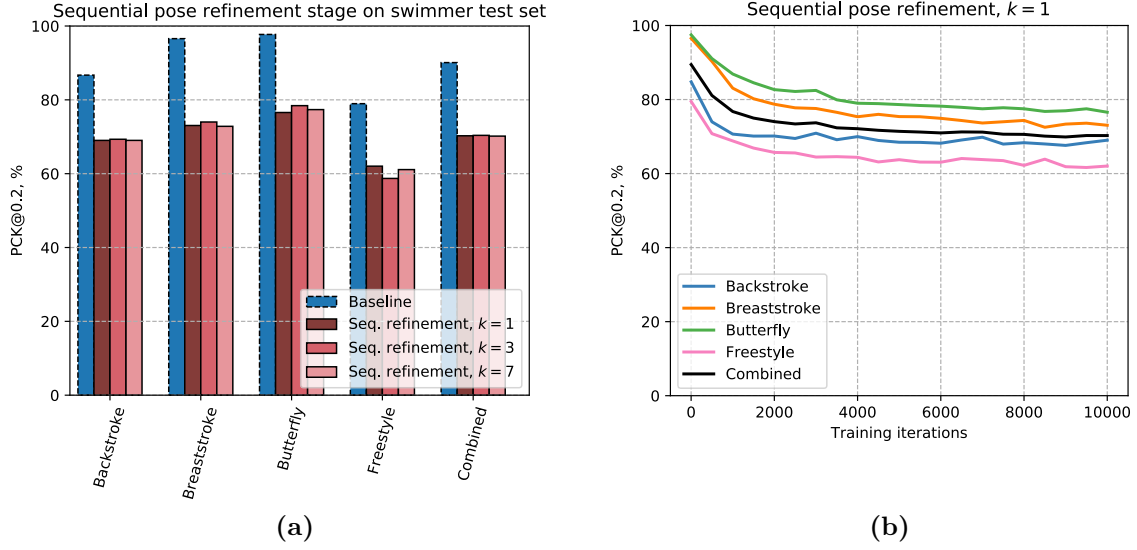 Sequential pose refinement stage on swimmer test set
100
80
60
40
20
0
PCK@0.2, %
Baseline
Seq. refinement, k = 1
Seq. refinement, k = 3
Seq. refinement, k = 7
Backstroke
Breaststroke
Butterfly
Freestyle
Combined
(a)
Sequential pose refinement, k = 1
100
80
60
40
20
0
PCK@0.2, %
Backstroke
Breaststroke
Butterfly
Freestyle
Combined
0 2000 4000 6000 8000 10000
Training iterations
(b)